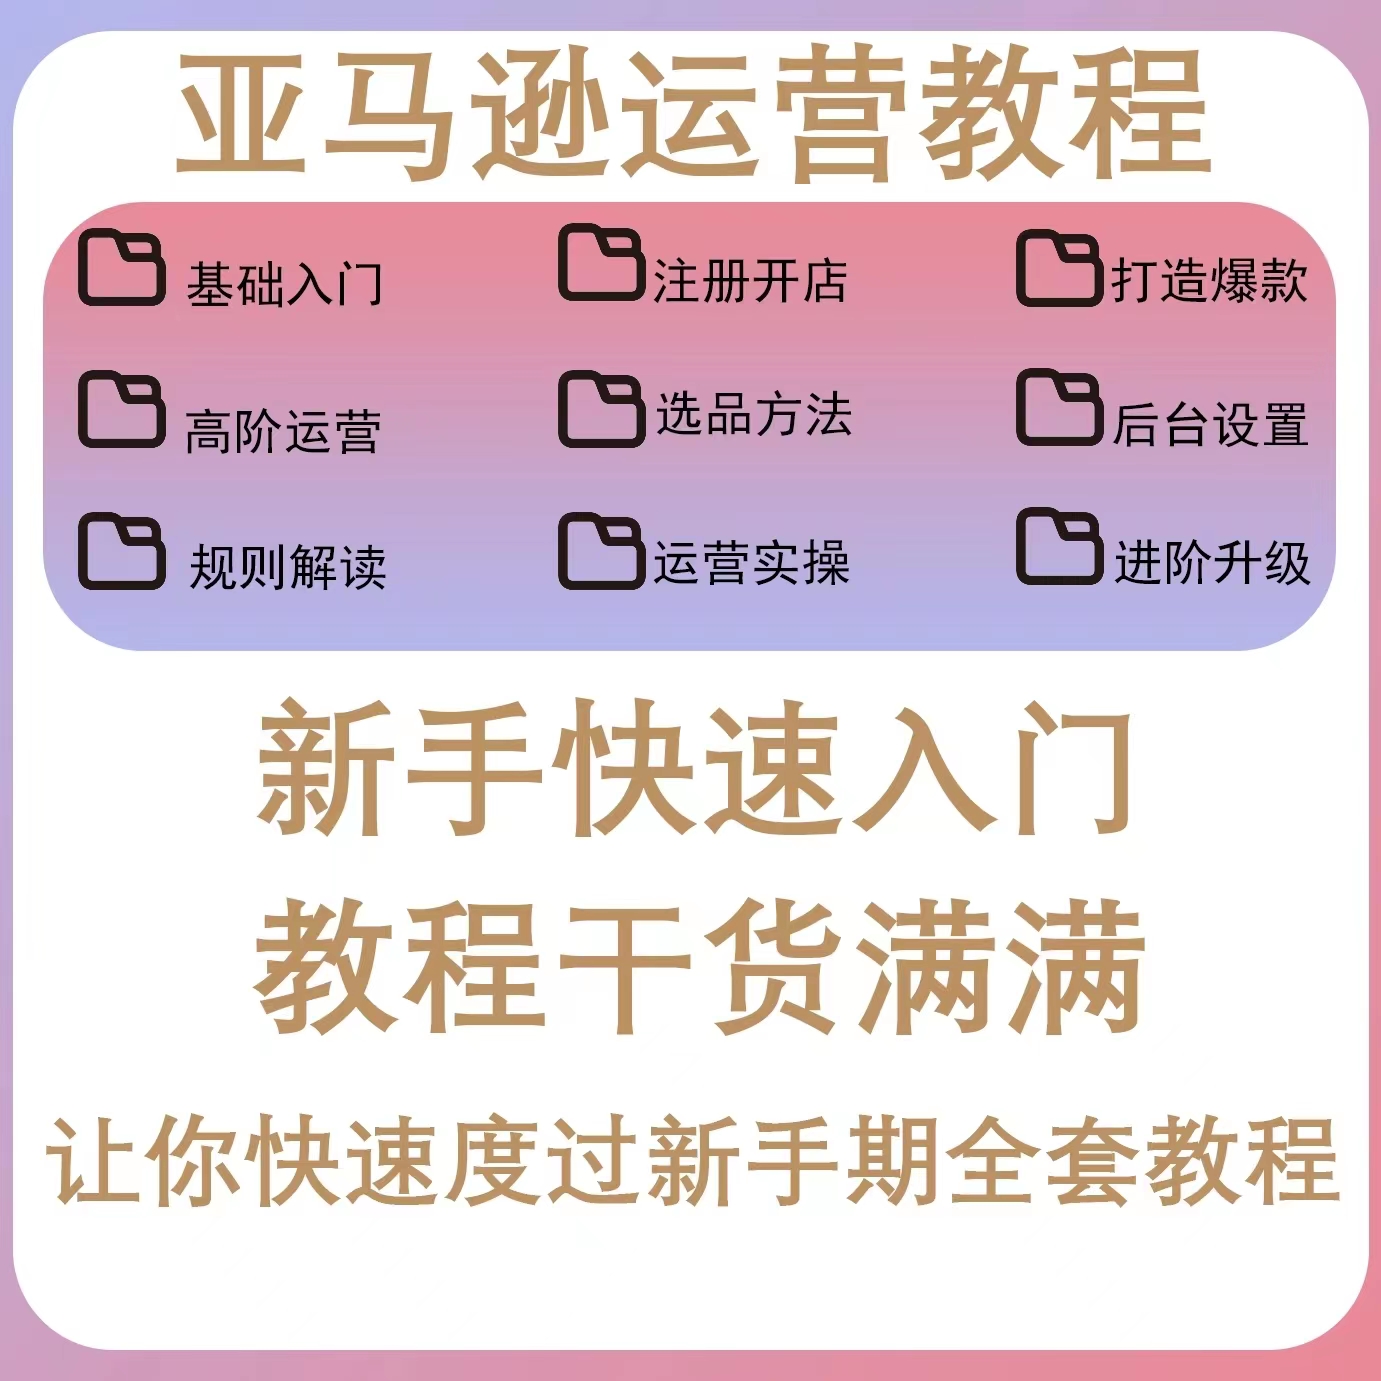 亚马逊运营教程
基础入门 注册开店 打造爆款
高阶运营 选品方法 后台设置
规则解读 运营实操 进阶升级
新手快速入门
教程干货满满
让你快速度过新手期全套教程